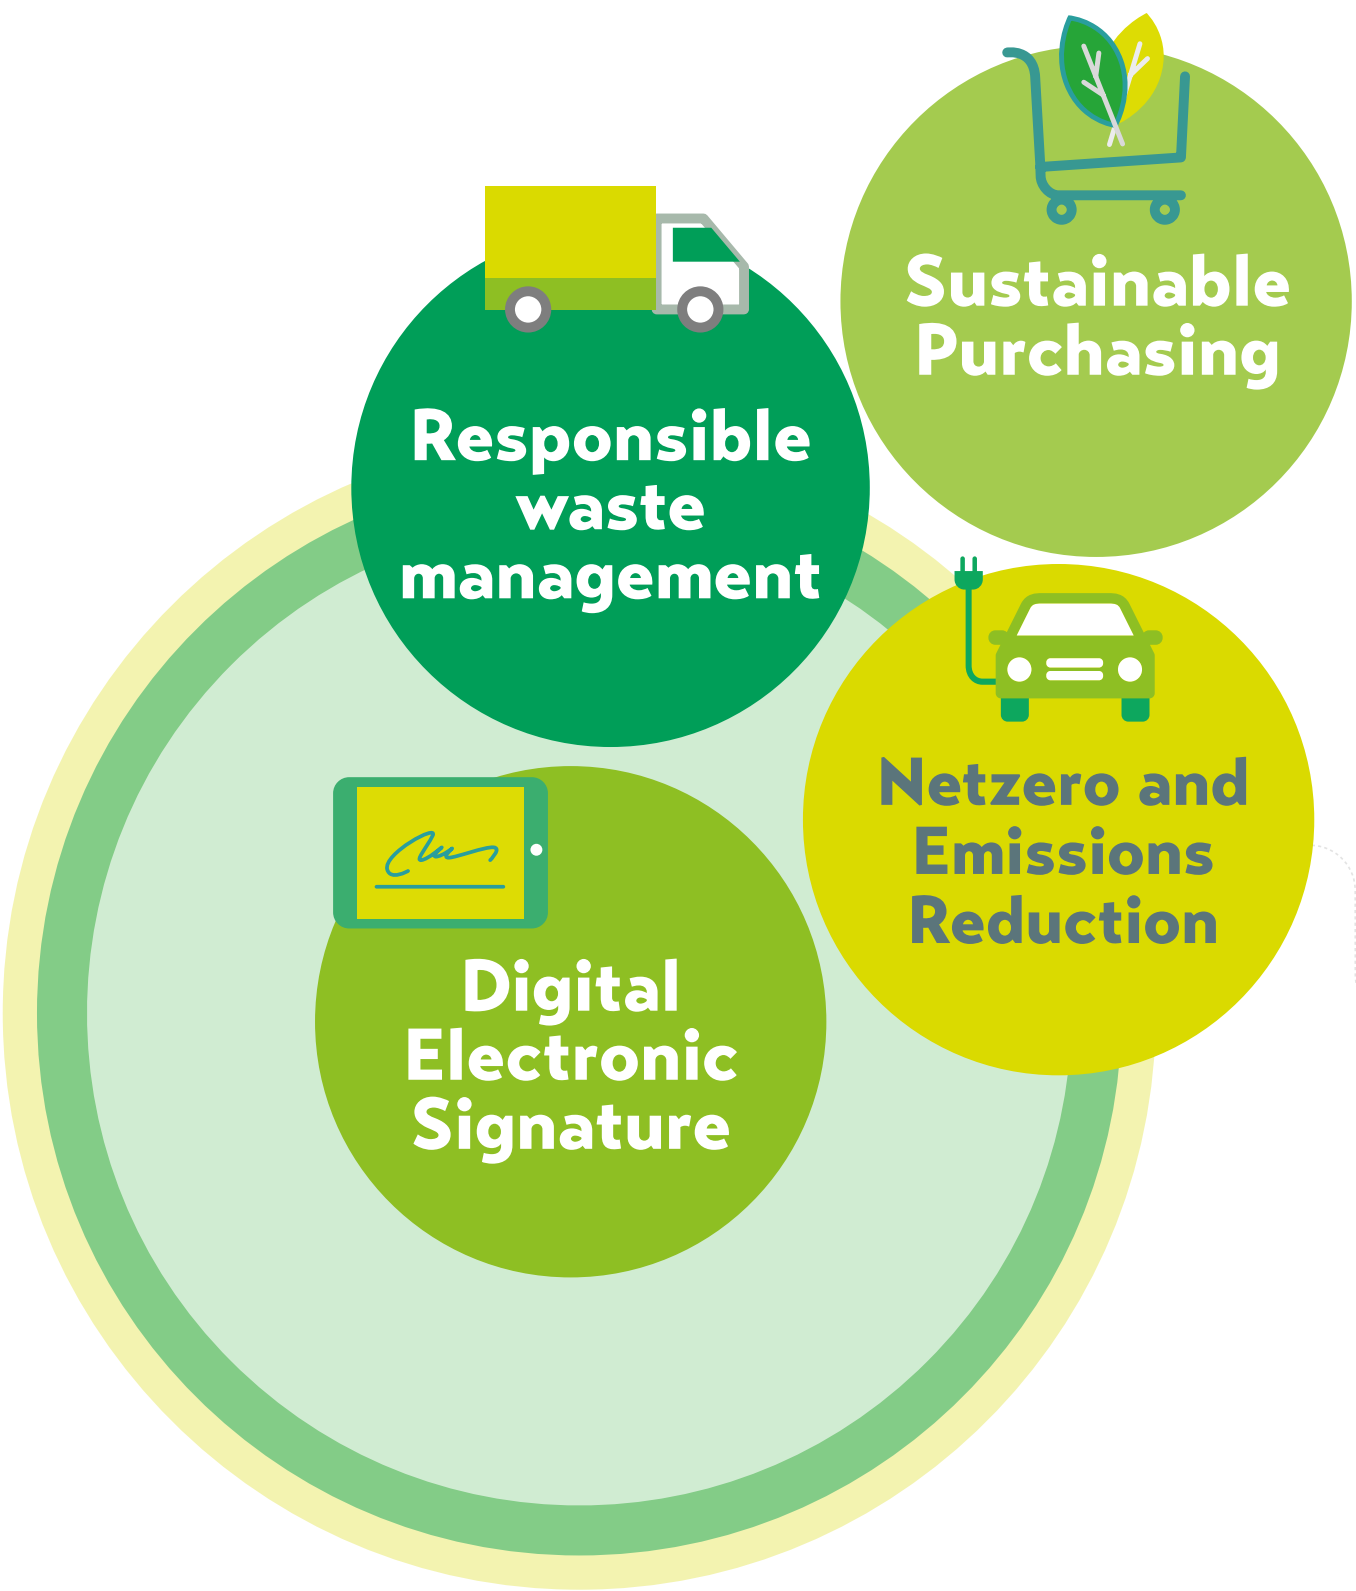 Sustainable
Purchasing
Responsible
waste
management
Netzero and
Emissions
Reduction
Digital
Electronic
Signature